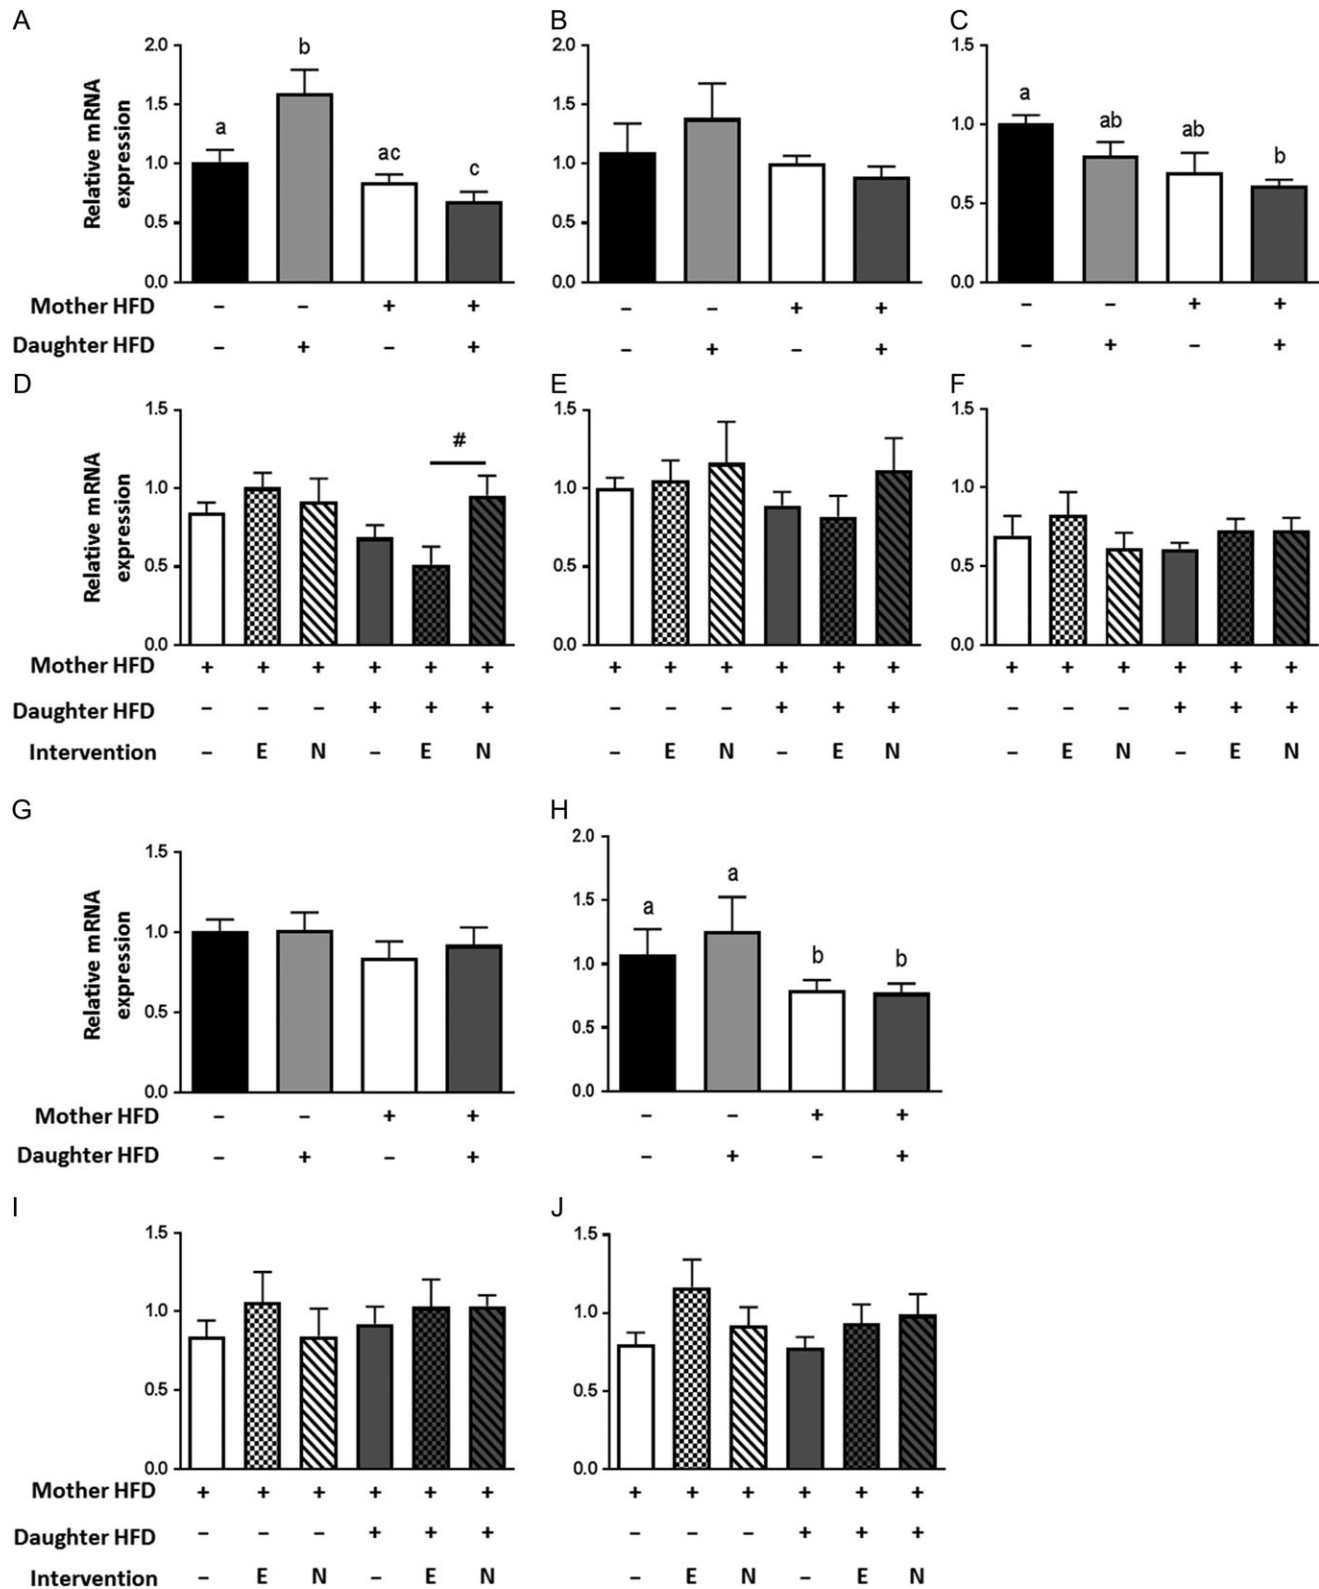 A B C
2.0 2.0 1.5
b
a ac c
a ab ab b
1.5 1.5 1.0
1.0 1.0 0.5
0.5 0.5
0.0 0.0 0.0
Relative mRNA
expression
Mother HFD – – + + – – + + – – + +
Daughter HFD – + – + – + – + – + – +
D E F
1.5 1.5 1.5
#
1.0 1.0 1.0
0.5 0.5 0.5
0.0 0.0 0.0
Relative mRNA
expression
Mother HFD + + + + + + + + + + + + + + + + + +
Daughter HFD – – – + + + – – – + + + – – – + + +
Intervention – E N – E N – E N – E N – E N – E N
G H
1.5 2.0
a a b b
1.0 1.5
0.5 1.0
0.0 0.5
0.0
Relative mRNA
expression
Mother HFD – – + + – – + +
Daughter HFD – + – + – + – +
I J
1.5 1.5
1.0 1.0
0.5 0.5
0.0 0.0
Mother HFD + + + + + + + + + + + +
Daughter HFD – – – + + + – – – + + +
Intervention – E N – E N – E N – E N